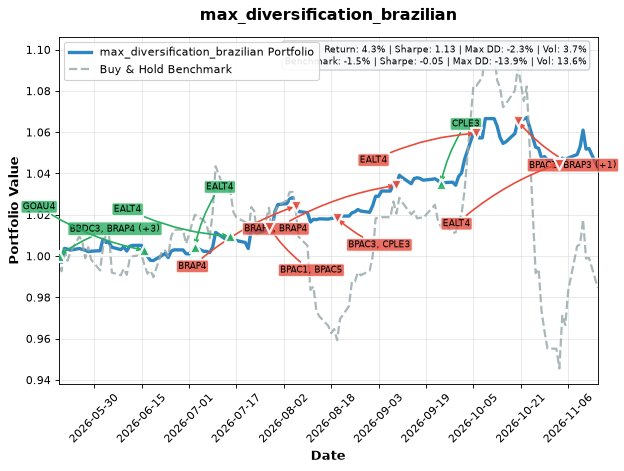 max_diversification_brazilian
max_diversification_brazilian Portfolio
Buy & Hold Benchmark
Return: 4.3% | Sharpe: 1.13 | Max DD: -2.3% | Vol: 3.7%
Benchmark: -1.5% | Sharpe: -0.05 | Max DD: -13.9% | Vol: 13.6%
Portfolio Value
1.10
1.08
1.06
1.04
1.02
1.00
0.98
0.96
0.94
GOAU4
BBDC3, BRAP4 (+3)
EALT4
EALT4
BRAP4
BRAP4
BPAC1, BPAC5
EALT4
BPAC3, CPLE3
CPLE3
EALT4
BRAP3 (+1)
2026-05-30
2026-06-15
2026-07-01
2026-07-17
2026-08-02
2026-08-18
2026-09-03
2026-09-19
2026-10-05
2026-10-21
2026-11-06
Date